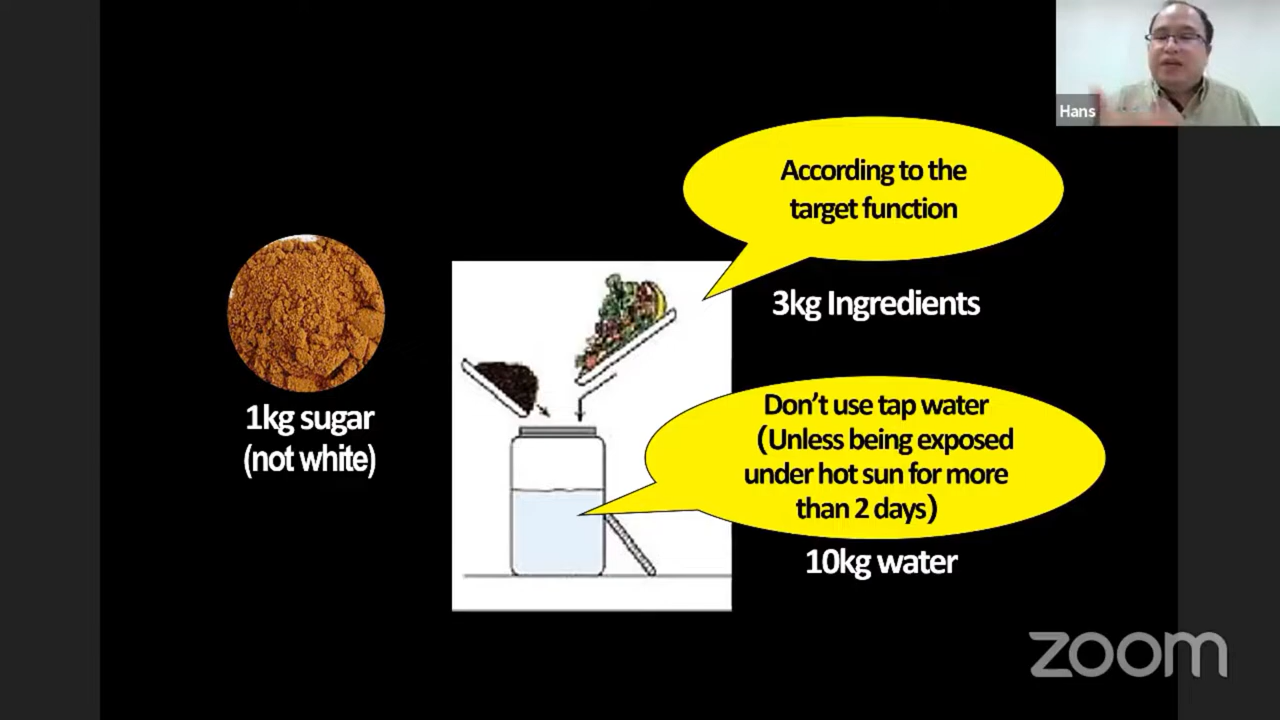 Hans
According to the
target function
3kg Ingredients
1kg sugar
(not white)
Don't use tap water
(Unless being exposed
under hot sun for more
than 2 days)
10kg water
zoom